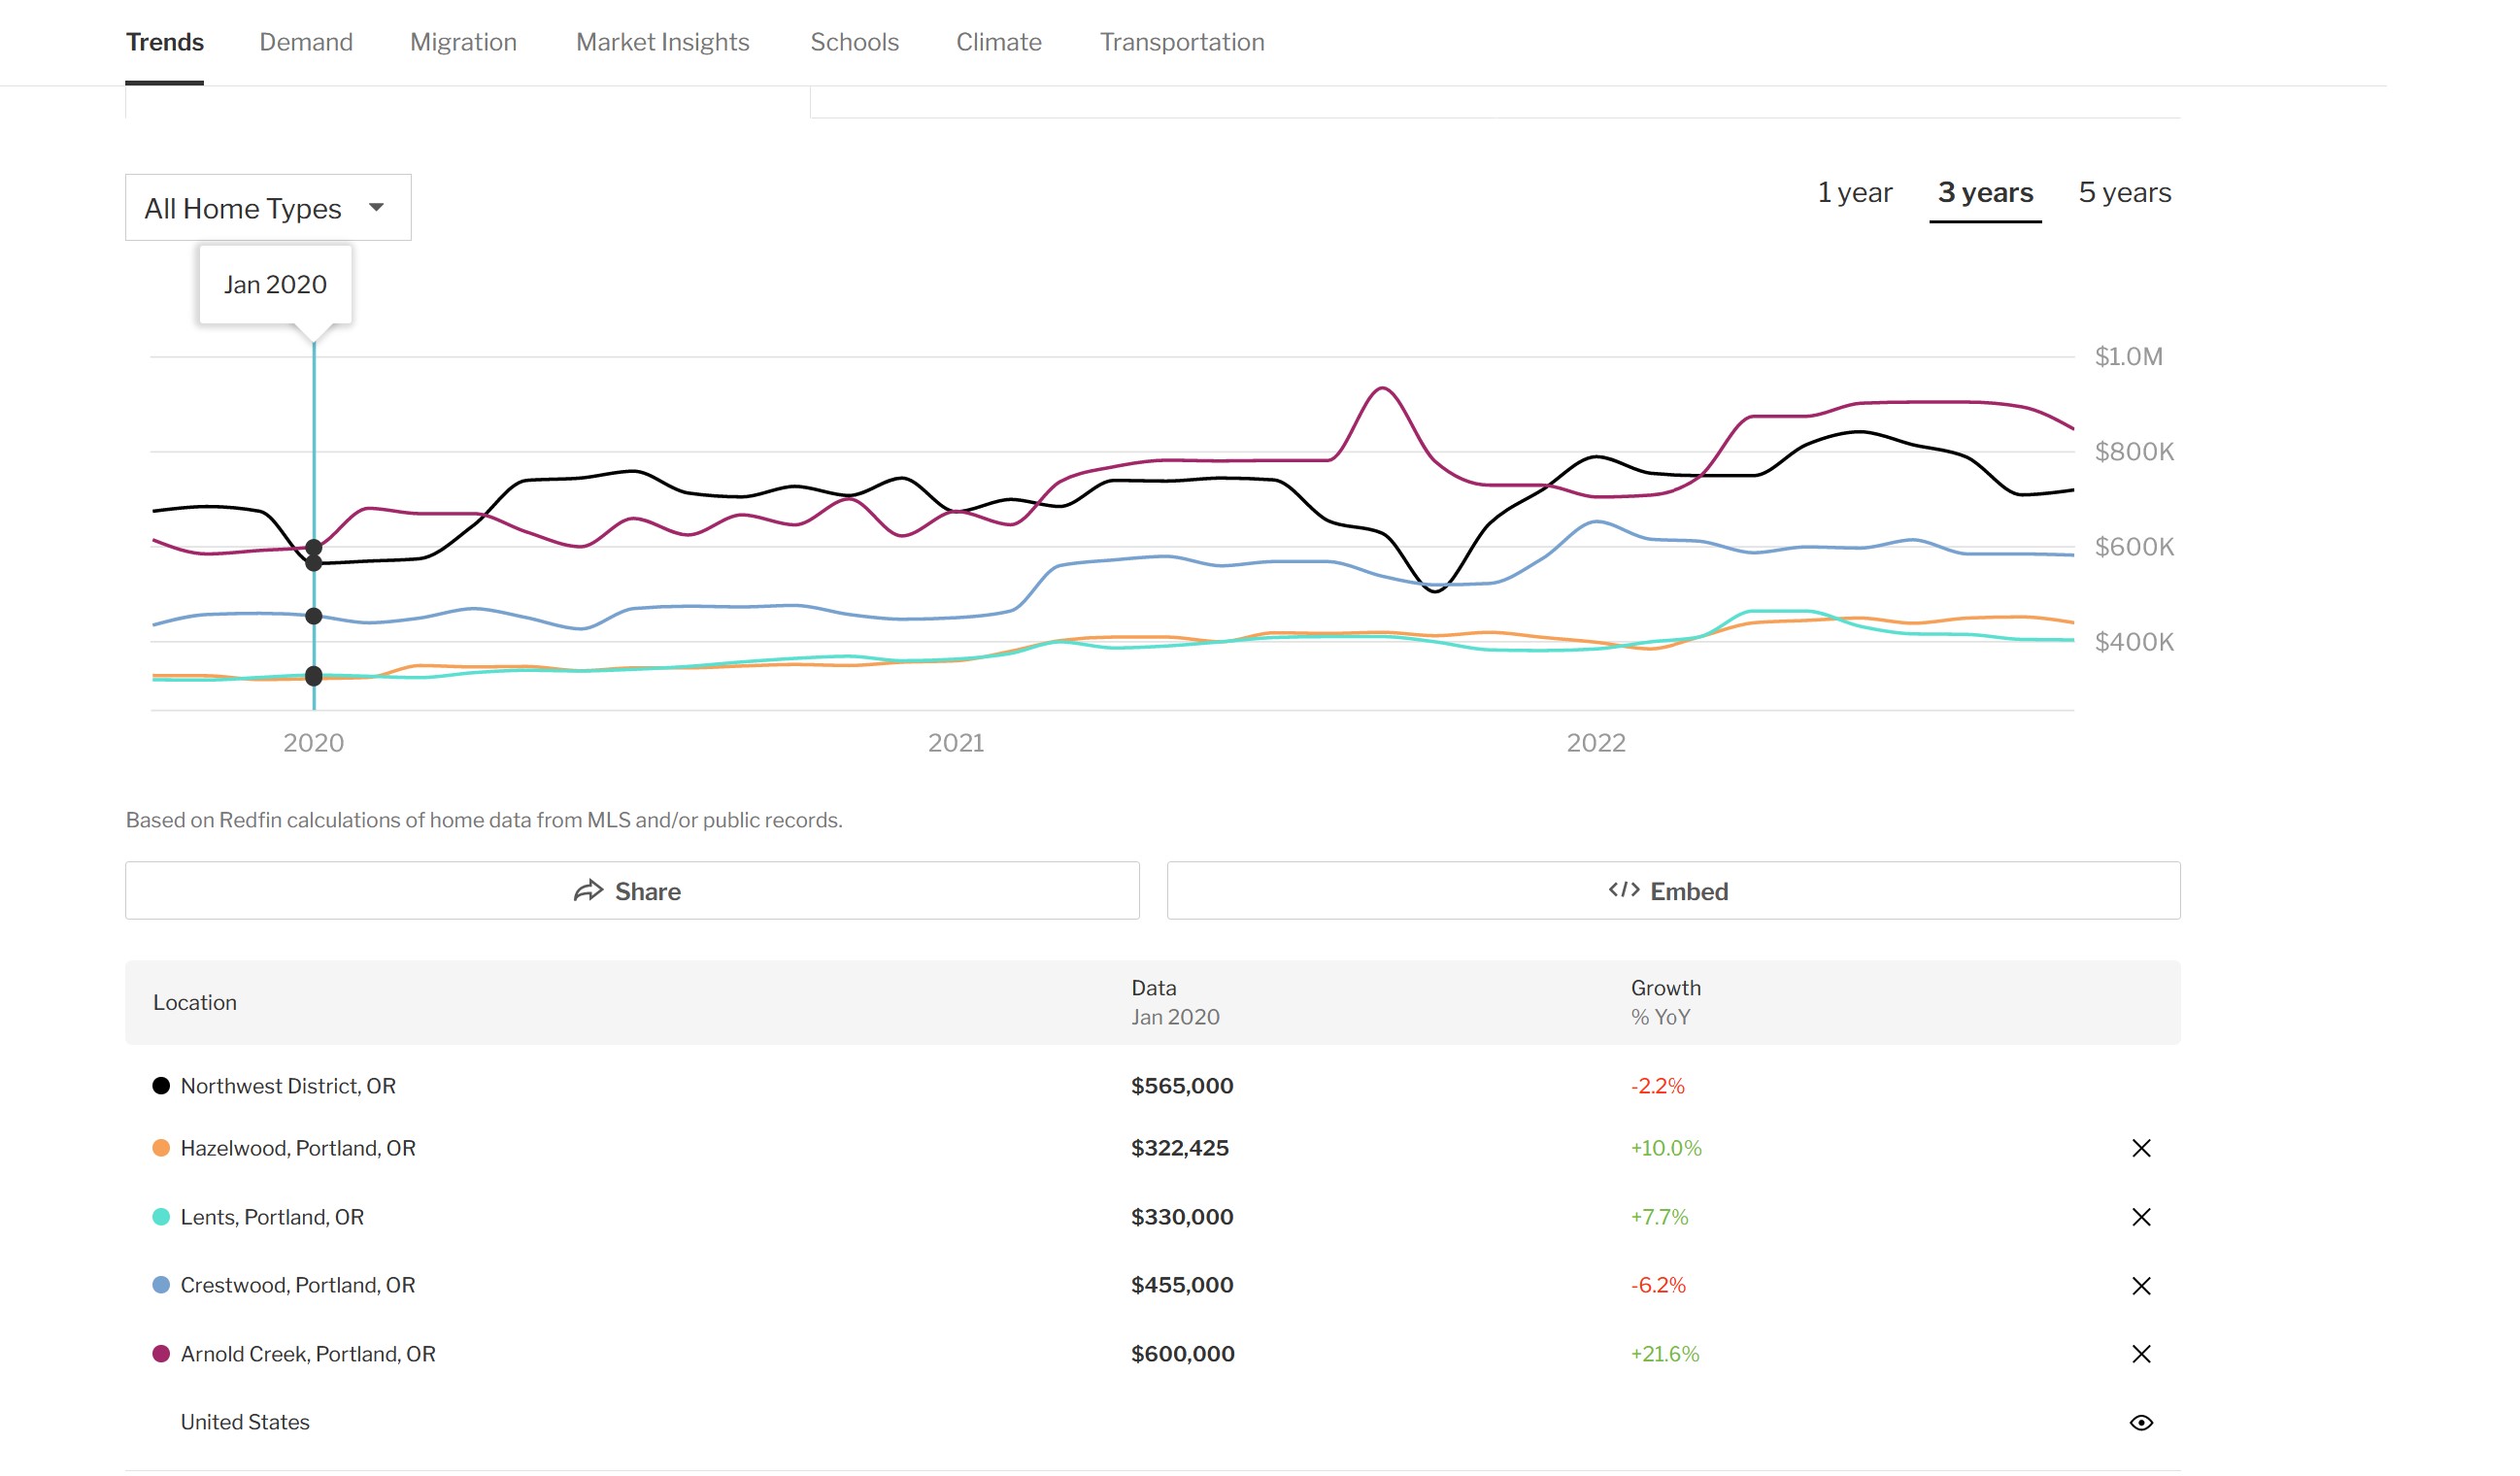 Trends Demand Migration Market Insights Schools Climate Transportation
All Home Types
1 year 3 years 5 years
Jan 2020
$1.0M
$800K
$600K
$400K
2020 2021 2022
Based on Redfin calculations of home data from MLS and/or public records.
Share
</> Embed
Location Data Growth
Jan 2020 % YoY
Northwest District, OR $565,000 -2.2%
Hazelwood, Portland, OR $322,425 +10.0%
Lents, Portland, OR $330,000 +7.7%
Crestwood, Portland, OR $455,000 -6.2%
Arnold Creek, Portland, OR $600,000 +21.6%
United States